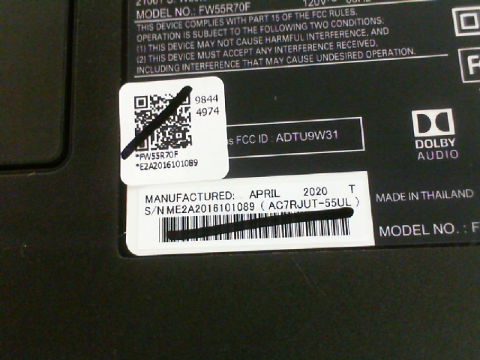 MODEL NO.: FW55R70F 120V~
THIS DEVICE COMPLIES WITH PART 15 OF THE FCC RULES.
OPERATION IS SUBJECT TO THE FOLLOWING TWO CONDITIONS.
(1) THIS DEVICE MAY NOT CAUSE HARMFUL INTERFERENCE, AND
(2) THIS DEVICE MUST ACCEPT ANY INTERFERENCE RECEIVED,
INCLUDING INTERFERENCE THAT MAY CAUSE UNDESIRED OPERATION.
9844
4974
*FW55R70F
*E2A2016101089
FCC ID : ADTU9W31
DOLBY
AUDIO
MANUFACTURED: APRIL 2020 T
S/N ME2A2016101089 ( AC7RJUT-55UL )
MADE IN THAILAND
MODEL NO. : F